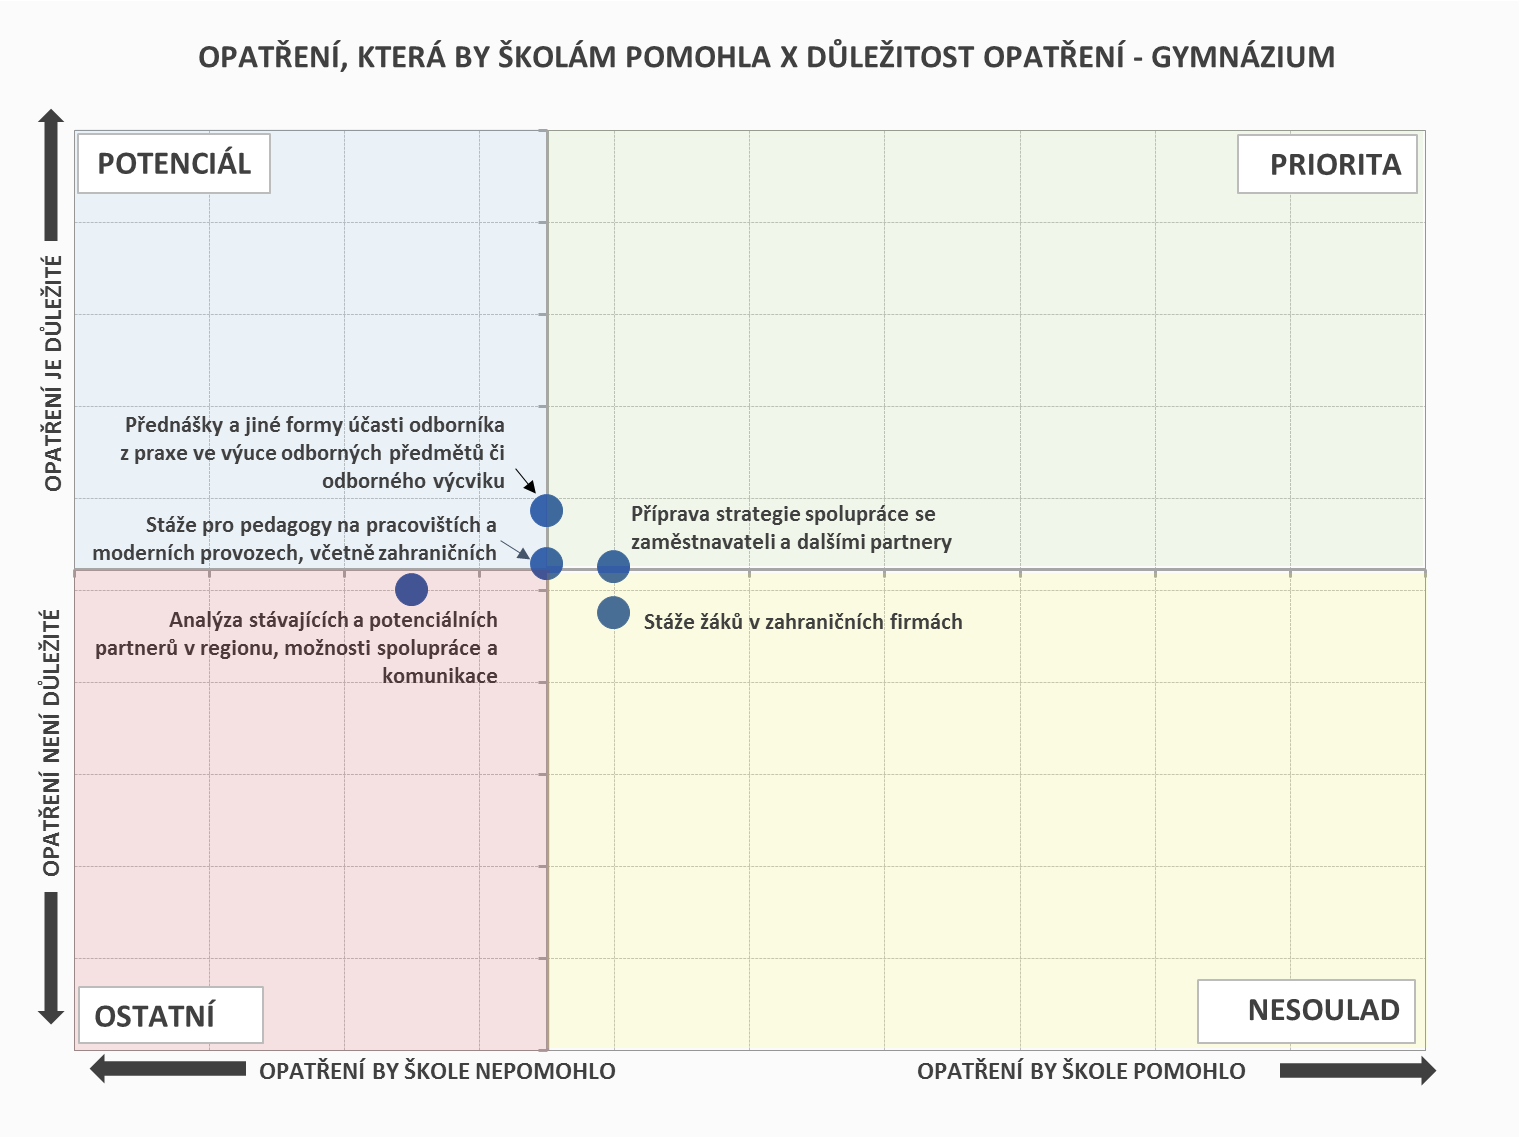 OPATŘENÍ, KTERÁ BY ŠKOLÁM POMOHLA X DŮLEŽITOST OPATŘENÍ - GYMNÁZIUM
POTENCIÁL
PRIORITA
OPATŘENÍ JE DŮLEŽITÉ
Přednášky a jiné formy účasti odborníka
z praxe ve výuce odborných předmětů či
odborného výcviku
Stáže pro pedagogy na pracovištích a
moderních provozech, včetně zahraničních
Příprava strategie spolupráce se
zaměstnavateli a dalšími partnery
Analýza stávajících a potenciálních
partnerů v regionu, možnosti spolupráce a
komunikace
Stáže žáků v zahraničních firmách
OPATŘENÍ NENÍ DŮLEŽITÉ
OSTATNÍ
NESOULAD
OPATŘENÍ BY ŠKOLE NEPOMOHLO
OPATŘENÍ BY ŠKOLE POMOHLO